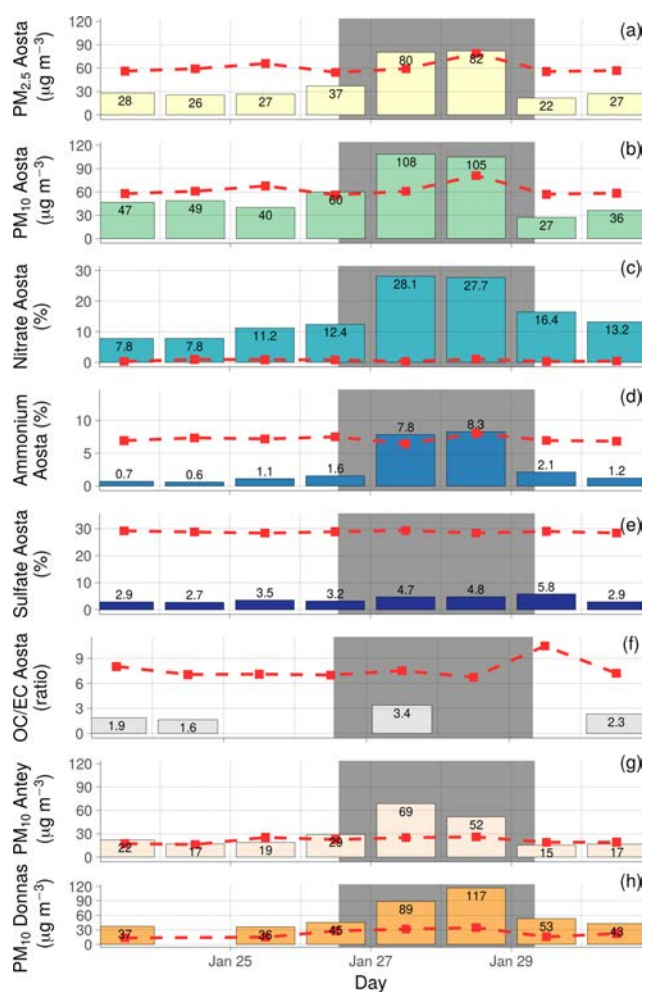 120
90
60
30
0
PM2.5 Aosta
(μg m−3)
(a)
28 26 27 37 80 82 22 27
120
90
60
30
0
PM10 Aosta
(μg m−3)
(b)
47 49 40 60 108 105 27 36
30
20
10
0
Nitrate Aosta
(%)
(c)
7.8 7.8 11.2 12.4 28.1 27.7 16.4 13.2
10
5
0
Ammonium
Aosta (%)
(d)
0.7 0.6 1.1 1.6 7.8 8.3 2.1 1.2
30
20
10
0
Sulfate Aosta
(%)
(e)
2.9 2.7 3.5 3.2 4.7 4.8 5.8 2.9
9
6
3
0
OC/EC Aosta
(ratio)
(f)
1.9 1.6 3.4 2.3
120
90
60
30
0
PM10 Antey
(μg m−3)
(g)
22 17 19 29 69 52 15 17
120
90
60
30
0
PM10 Donnas
(μg m−3)
(h)
37 36 45 89 117 53 43
Jan 25 Jan 27 Jan 29
Day